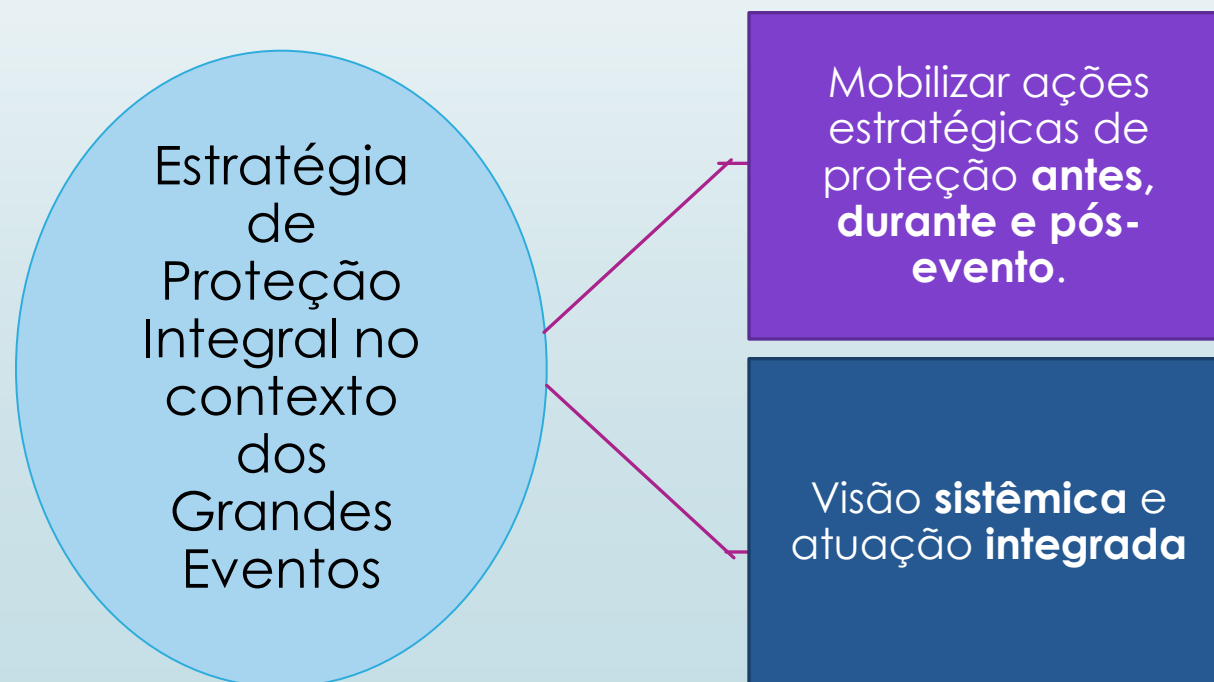 Estratégia
de
Proteção
Integral no
contexto
dos
Grandes
Eventos
Mobilizar ações
estratégicas de
proteção antes,
durante e pós-
evento.
Visão sistêmica e
atuação integrada